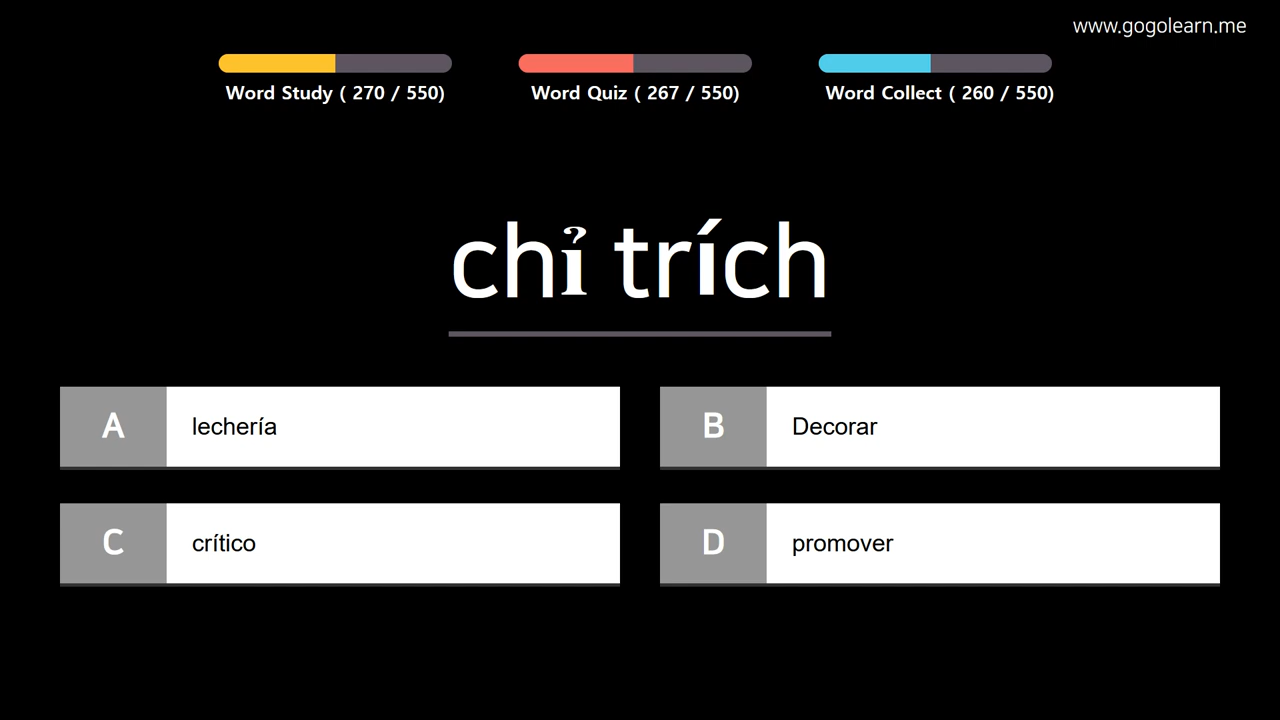 www.gogolearn.me
Word Study ( 270 / 550)
Word Quiz ( 267 / 550)
Word Collect ( 260 / 550)
chỉ trích
A lechería
B Decorar
C crítico
D promover